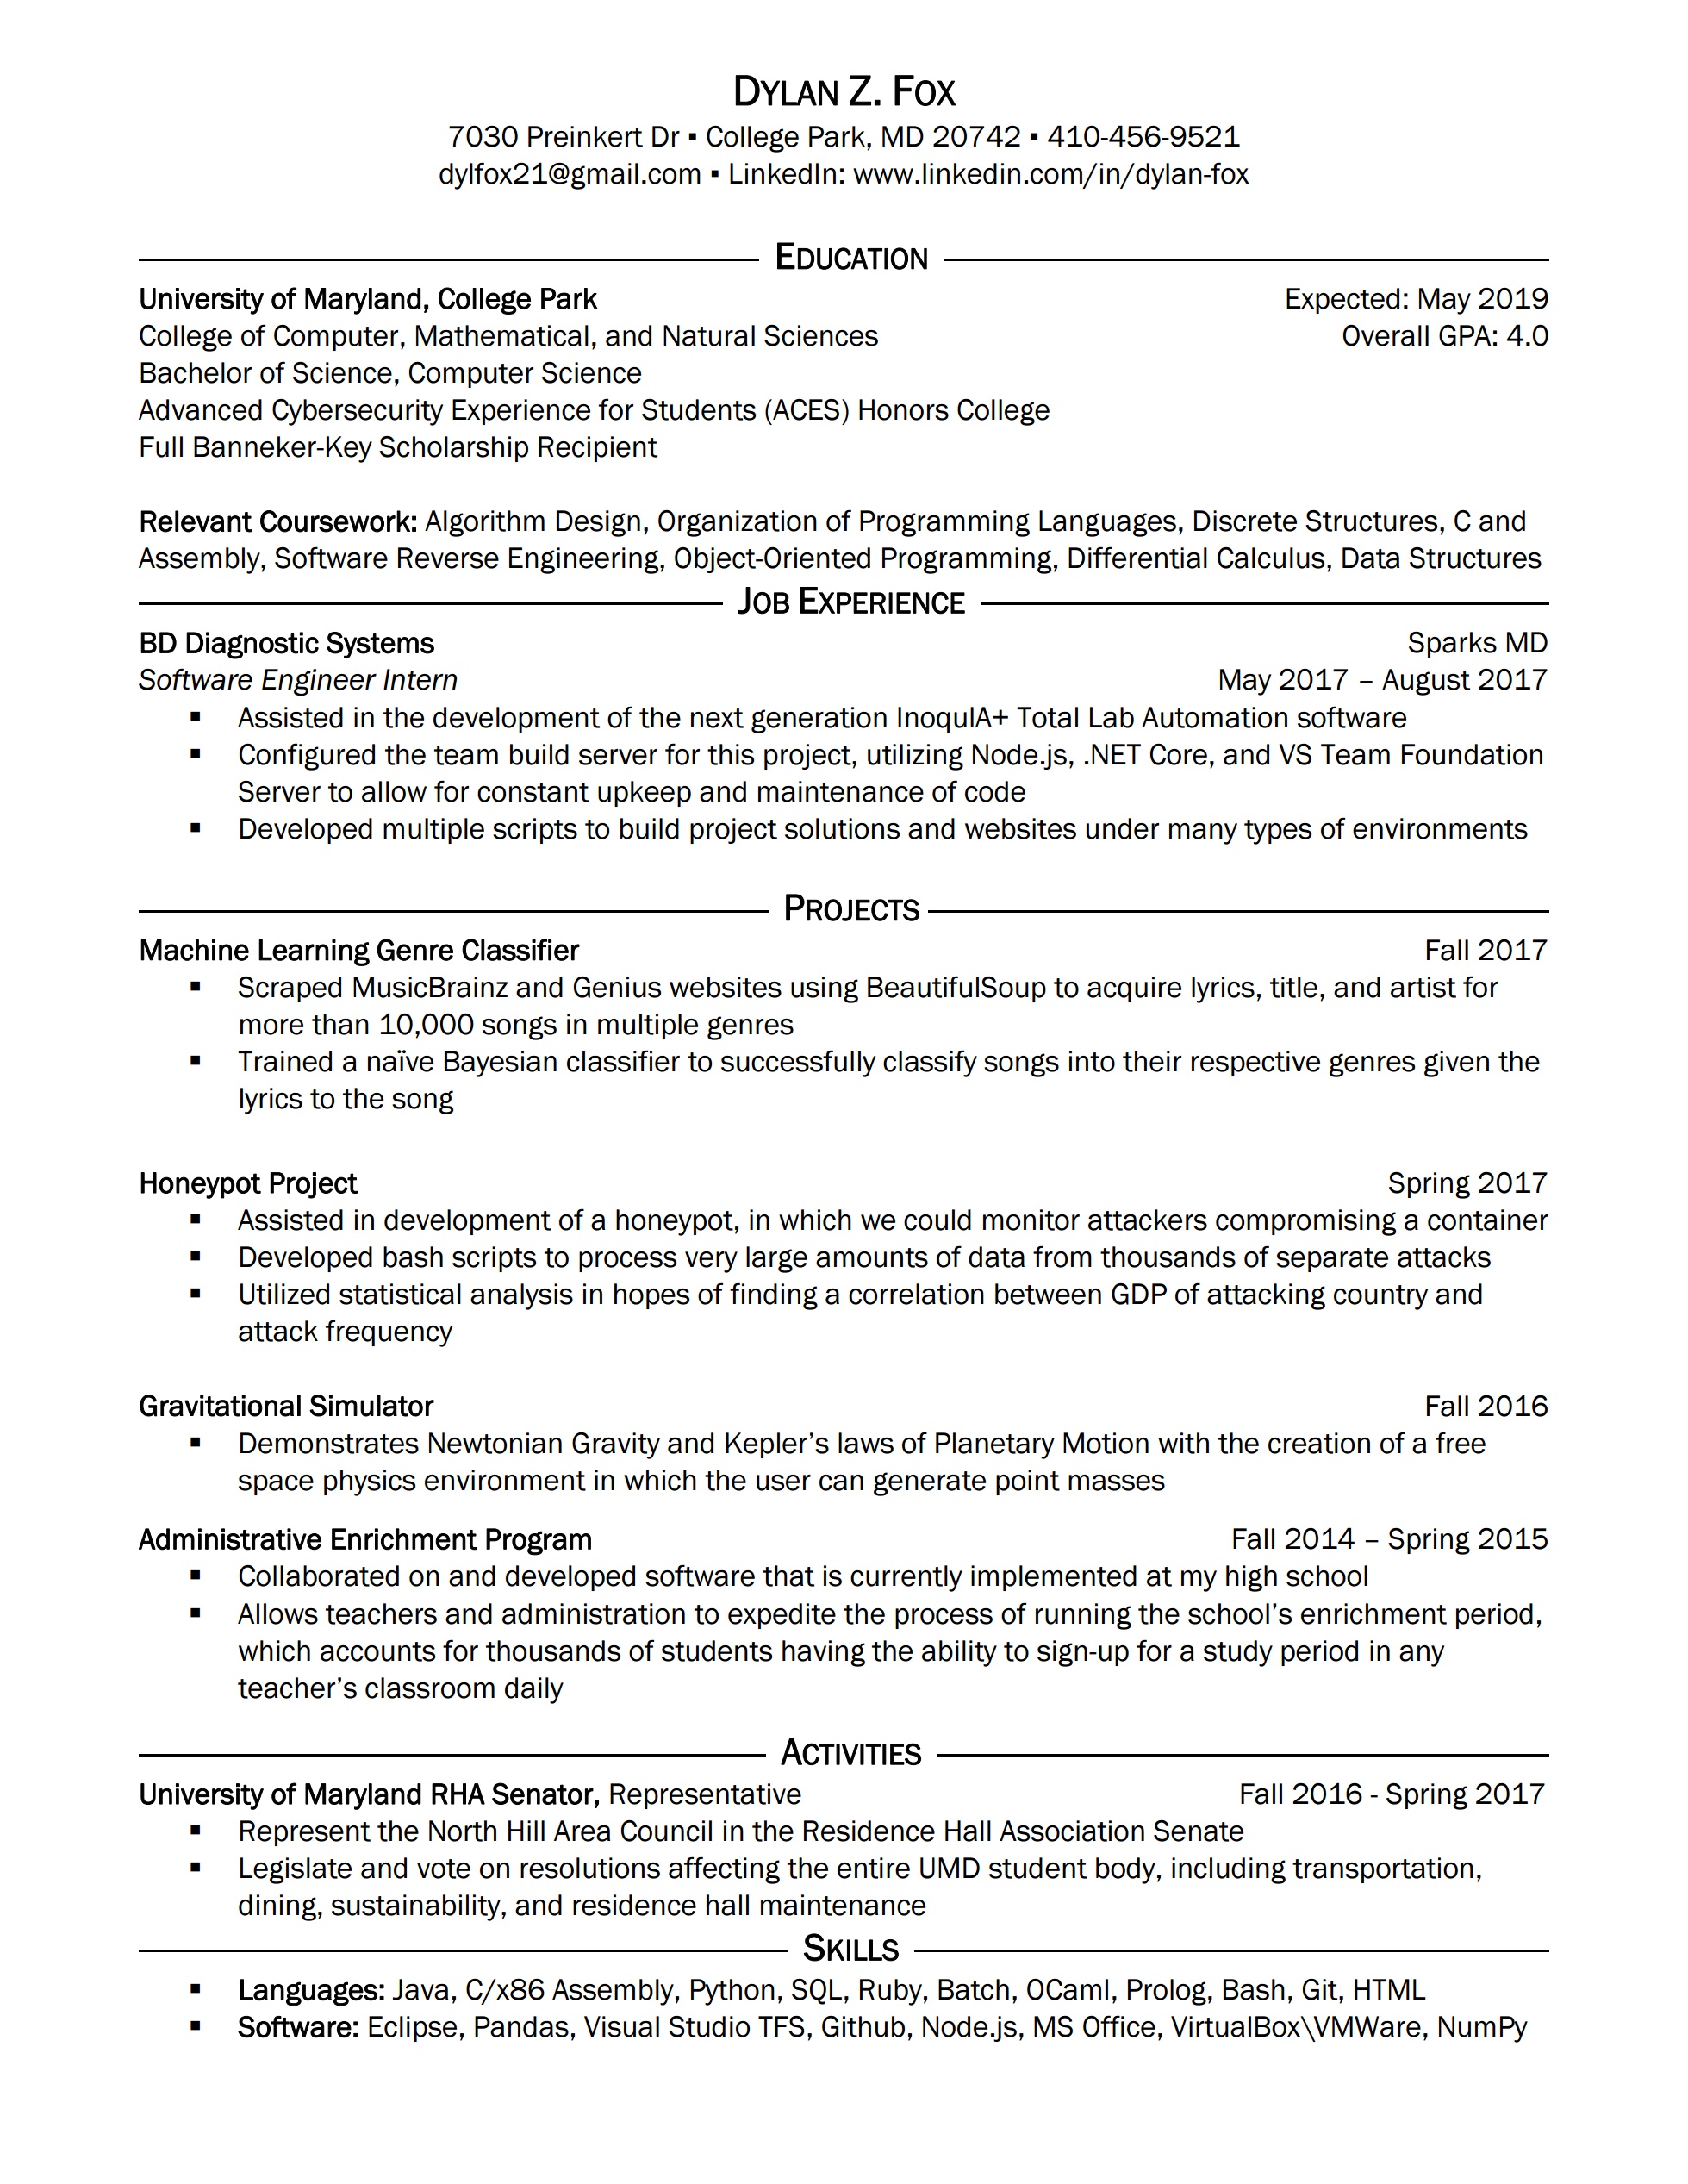 DYLAN Z. FOX
7030 Preinkert Dr ▪ College Park, MD 20742 ▪ 410-456-9521
dylfox21@gmail.com ▪ LinkedIn: www.linkedin.com/in/dylan-fox
EDUCATION
University of Maryland, College Park Expected: May 2019
College of Computer, Mathematical, and Natural Sciences Overall GPA: 4.0
Bachelor of Science, Computer Science
Advanced Cybersecurity Experience for Students (ACES) Honors College
Full Banneker-Key Scholarship Recipient
Relevant Coursework: Algorithm Design, Organization of Programming Languages, Discrete Structures, C and
Assembly, Software Reverse Engineering, Object-Oriented Programming, Differential Calculus, Data Structures
JOB EXPERIENCE
BD Diagnostic Systems Sparks MD
Software Engineer Intern May 2017 – August 2017
▪ Assisted in the development of the next generation InoqulA+ Total Lab Automation software
▪ Configured the team build server for this project, utilizing Node.js, .NET Core, and VS Team Foundation
Server to allow for constant upkeep and maintenance of code
▪ Developed multiple scripts to build project solutions and websites under many types of environments
PROJECTS
Machine Learning Genre Classifier Fall 2017
▪ Scraped MusicBrainz and Genius websites using BeautifulSoup to acquire lyrics, title, and artist for
more than 10,000 songs in multiple genres
▪ Trained a naïve Bayesian classifier to successfully classify songs into their respective genres given the
lyrics to the song
Honeypot Project Spring 2017
▪ Assisted in development of a honeypot, in which we could monitor attackers compromising a container
▪ Developed bash scripts to process very large amounts of data from thousands of separate attacks
▪ Utilized statistical analysis in hopes of finding a correlation between GDP of attacking country and
attack frequency
Gravitational Simulator Fall 2016
▪ Demonstrates Newtonian Gravity and Kepler’s laws of Planetary Motion with the creation of a free
space physics environment in which the user can generate point masses
Administrative Enrichment Program Fall 2014 – Spring 2015
▪ Collaborated on and developed software that is currently implemented at my high school
▪ Allows teachers and administration to expedite the process of running the school’s enrichment period,
which accounts for thousands of students having the ability to sign-up for a study period in any
teacher’s classroom daily
ACTIVITIES
University of Maryland RHA Senator, Representative Fall 2016 - Spring 2017
▪ Represent the North Hill Area Council in the Residence Hall Association Senate
▪ Legislate and vote on resolutions affecting the entire UMD student body, including transportation,
dining, sustainability, and residence hall maintenance
SKILLS
▪ Languages: Java, C/x86 Assembly, Python, SQL, Ruby, Batch, OCaml, Prolog, Bash, Git, HTML
▪ Software: Eclipse, Pandas, Visual Studio TFS, Github, Node.js, MS Office, VirtualBox\VMWare, NumPy